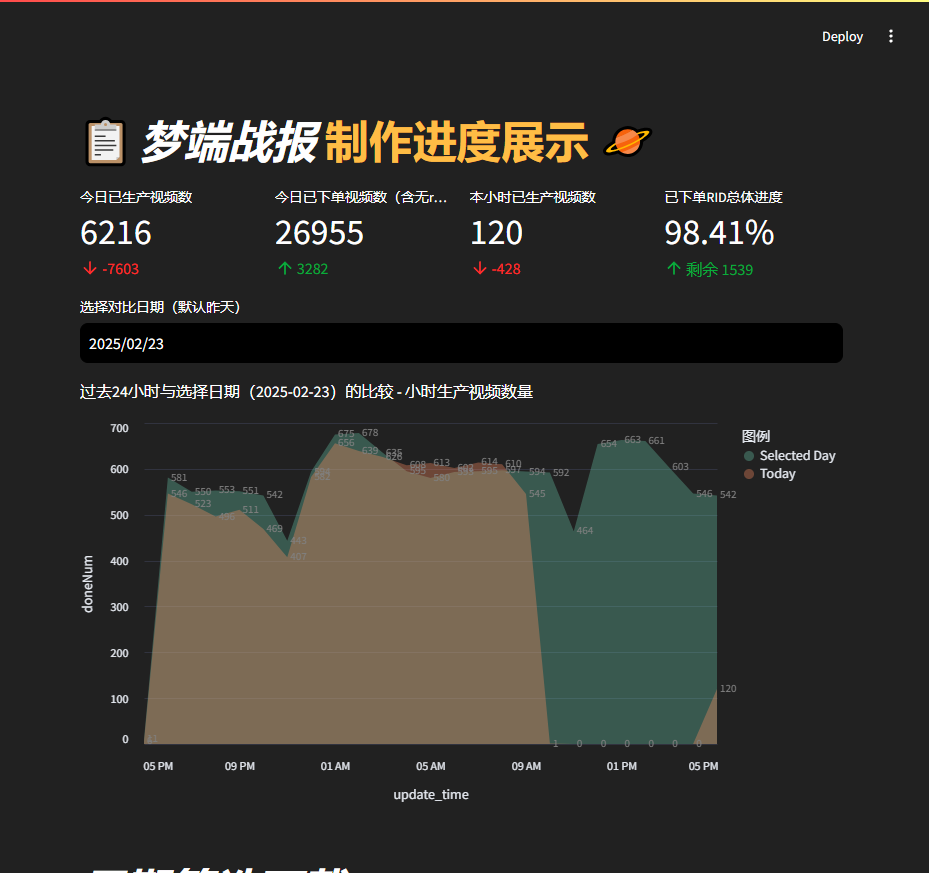 Deploy
梦端战报 制作进度展示
今日已生产视频数
6216
-7603
今日已下单视频数（含无r...
26955
3282
本小时已生产视频数
120
-428
已下单RID总体进度
98.41%
剩余 1539
选择对比日期（默认昨天）
2025/02/23
过去24小时与选择日期（2025-02-23）的比较 - 小时生产视频数量
图例
Selected Day
Today
doneNum
700
600
500
400
300
200
100
0
581
546
550
523
553
496
551
511
542
469
443
407
582
675
656
678
639
635
626
608
595
613
580
602
614
610
597
594
545
592
464
654
663
661
603
546
542
120
1
0
0
0
0
0
0
05 PM
09 PM
01 AM
05 AM
09 AM
01 PM
05 PM
update_time